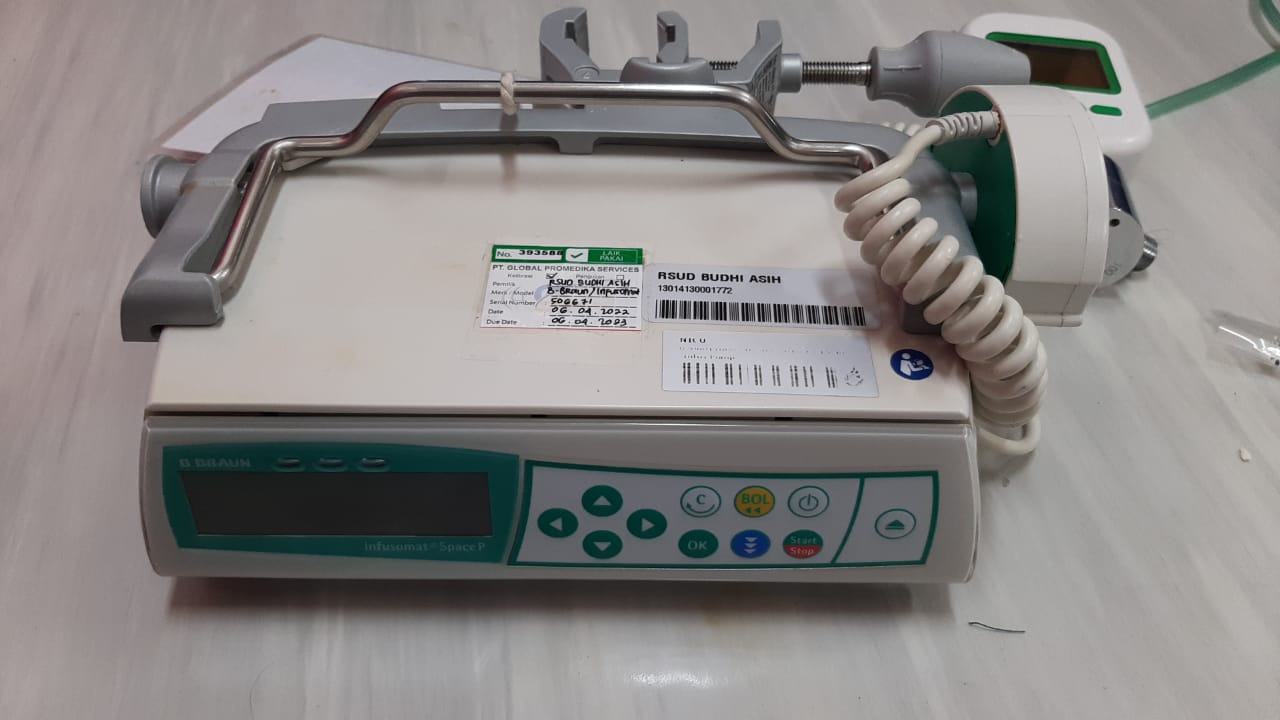 No. 393588 LAIK PAKAI
PT. GLOBAL PROMEDIKA SERVICES
Kalibrasi Pengujian
Pemilik RSUD BUDHI ASIH
Merk / Model B-Braun / Infusomat
Serial Number 506671
Date 06.04.2022
Due Date 06.04.2023
RSUD BUDHI ASIH
13014130001772
NICU
B BRAUN
infusomat® Space P
C
BOL
OK
Start
Stop